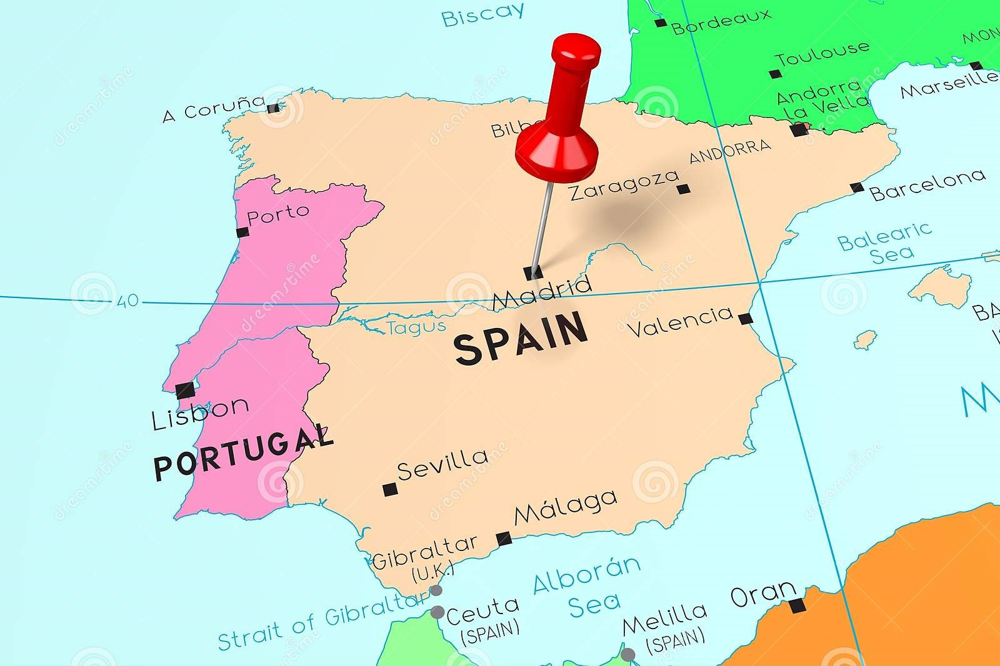 Biscay
Bordeaux
Toulouse
Marseille
Andorra
la Vella
A Coruña
ANDORRA
Zaragoza
Barcelona
Porto
Balearic
Sea
Madrid
40
SPAIN
Tagus
Valencia
Lisbon
PORTUGAL
Sevilla
Málaga
Gibraltar
(U.K.)
Alborán
Sea
Strait of Gibraltar
Ceuta
(SPAIN)
Oran
Melilla
(SPAIN)
dreamstime